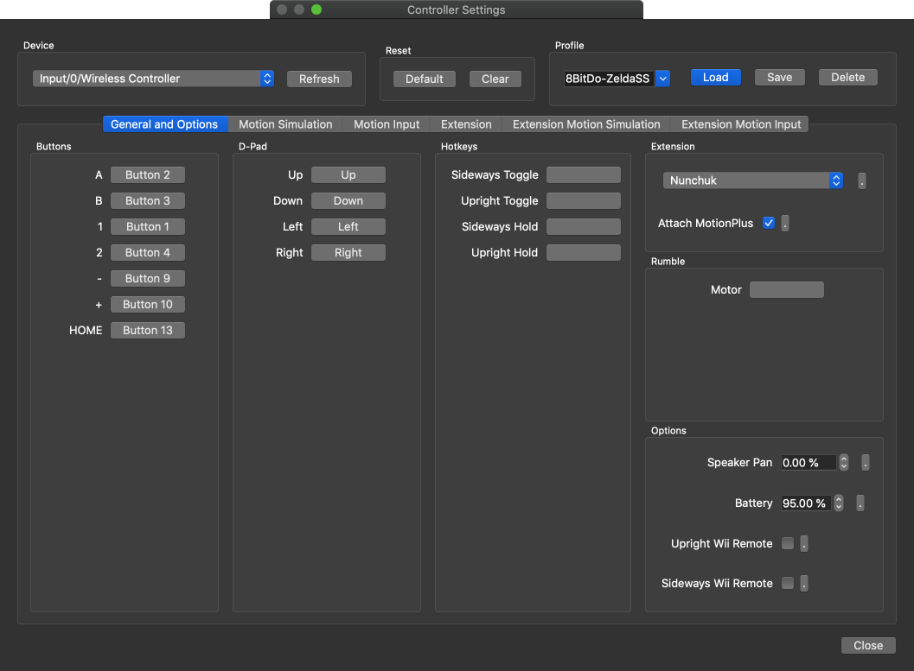 Controller Settings
Device
Input/0/Wireless Controller
Refresh
Reset
Default
Clear
Profile
8BitDo-ZeldaSS
Load
Save
Delete
General and Options
Motion Simulation
Motion Input
Extension
Extension Motion Simulation
Extension Motion Input
Buttons
A Button 2
B Button 3
1 Button 1
2 Button 4
- Button 9
+ Button 10
HOME Button 13
D-Pad
Up Up
Down Down
Left Left
Right Right
Hotkeys
Sideways Toggle
Upright Toggle
Sideways Hold
Upright Hold
Extension
Nunchuk .
Attach MotionPlus .
Rumble
Motor
Options
Speaker Pan 0.00 % .
Battery 95.00 % .
Upright Wii Remote .
Sideways Wii Remote .
Close